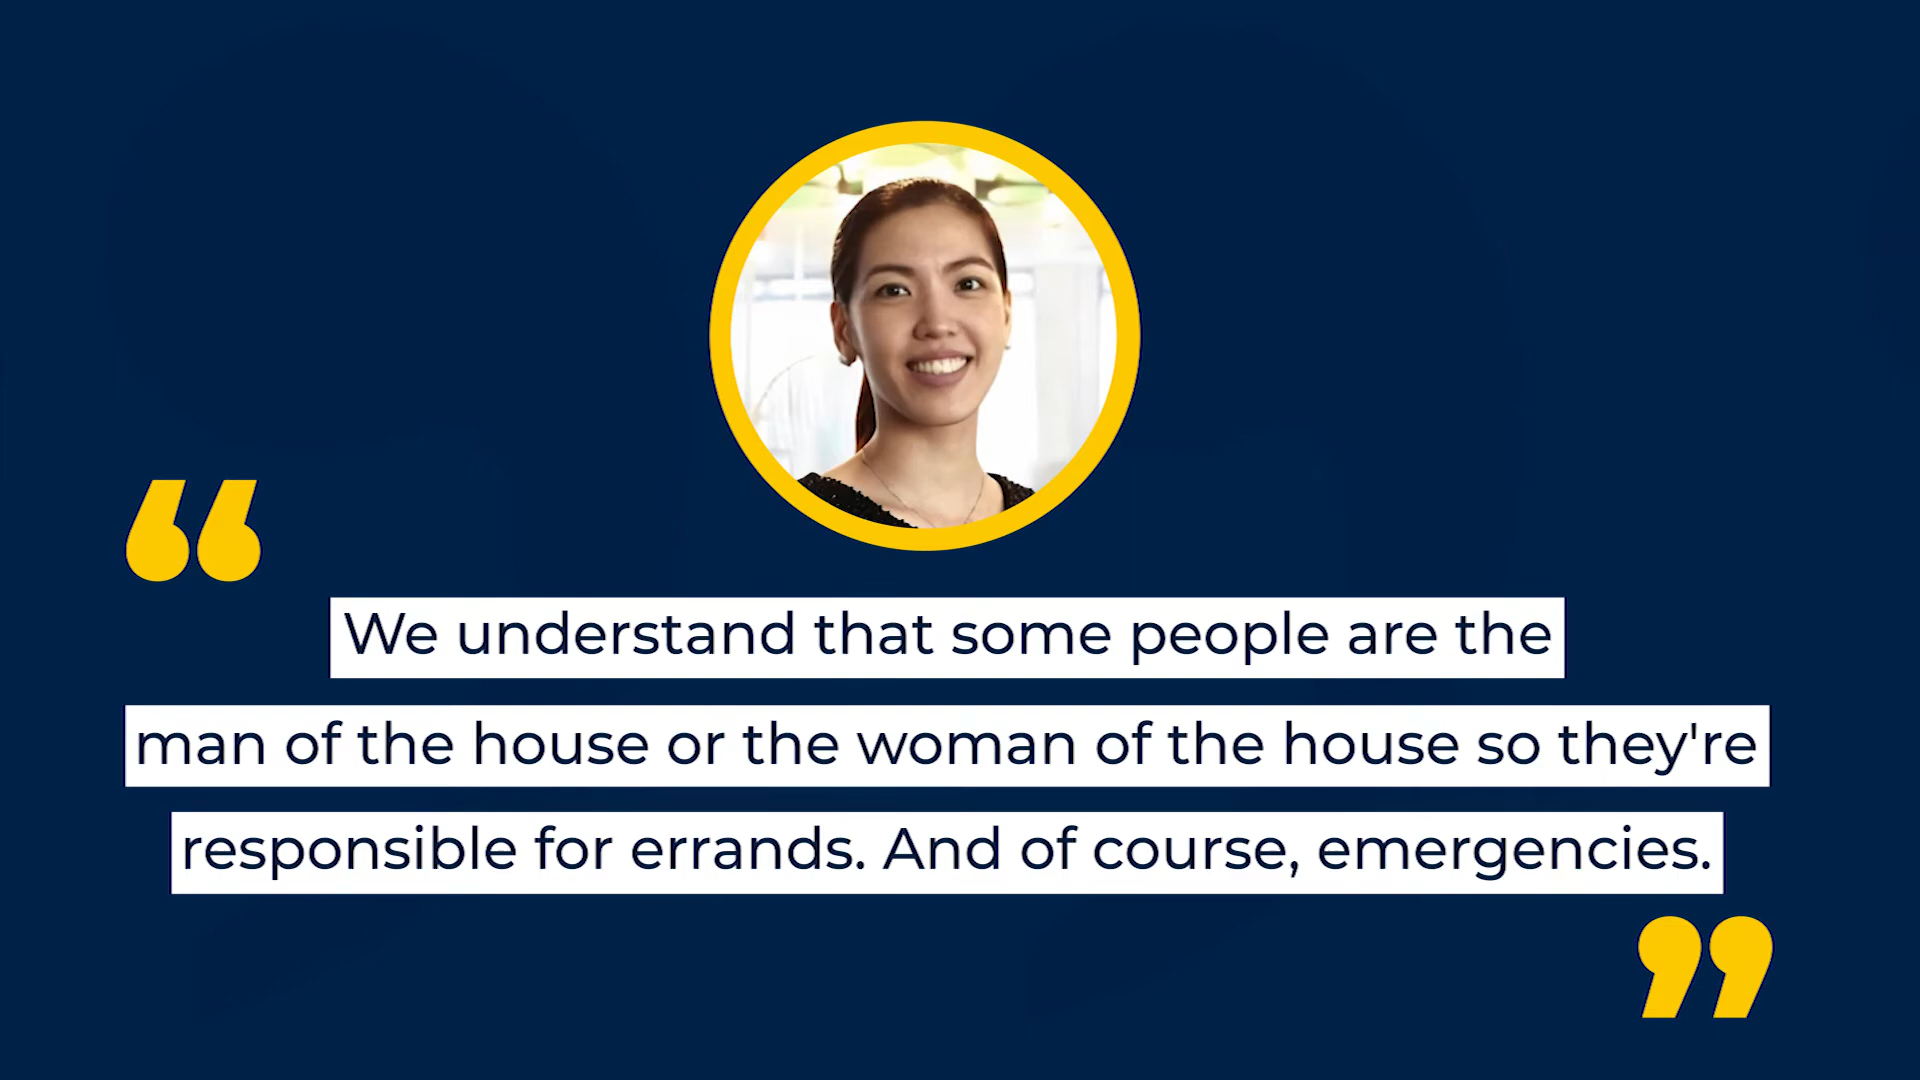 “
We understand that some people are the
man of the house or the woman of the house so they're
responsible for errands. And of course, emergencies.
”